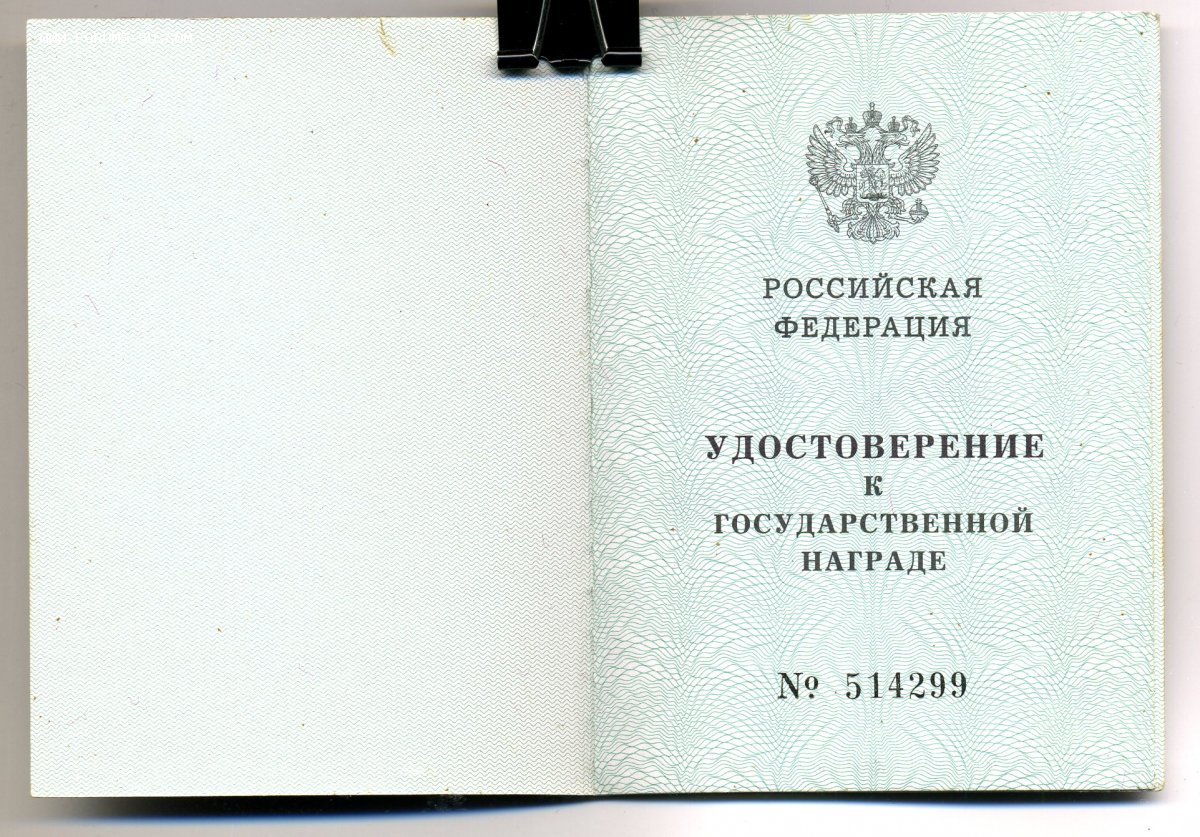 РОССИЙСКАЯ
ФЕДЕРАЦИЯ
УДОСТОВЕРЕНИЕ
К
ГОСУДАРСТВЕННОЙ
НАГРАДЕ
№ 514299